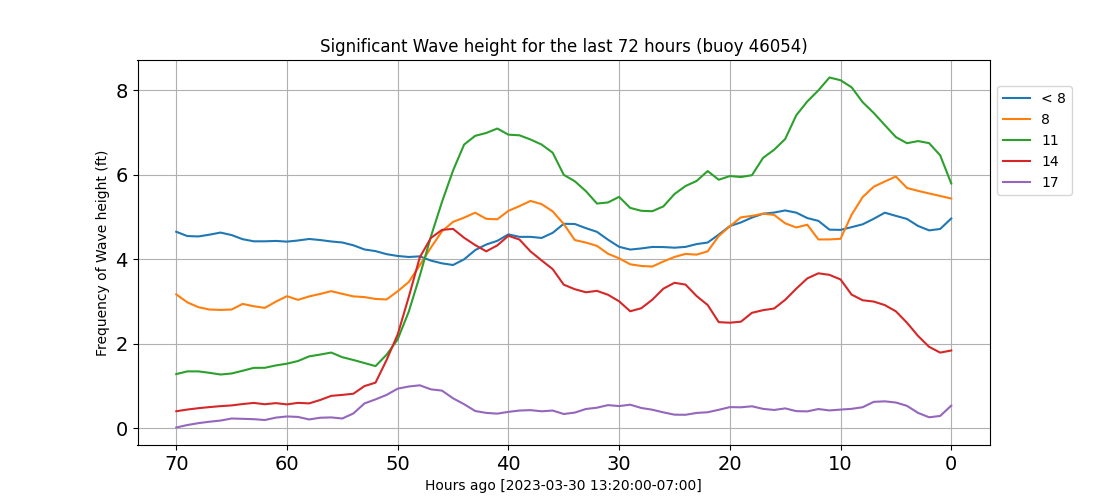 Significant Wave height for the last 72 hours (buoy 46054)
Frequency of Wave height (ft)
8
6
4
2
0
70 60 50 40 30 20 10 0
Hours ago [2023-03-30 13:20:00-07:00]
< 8
8
11
14
17